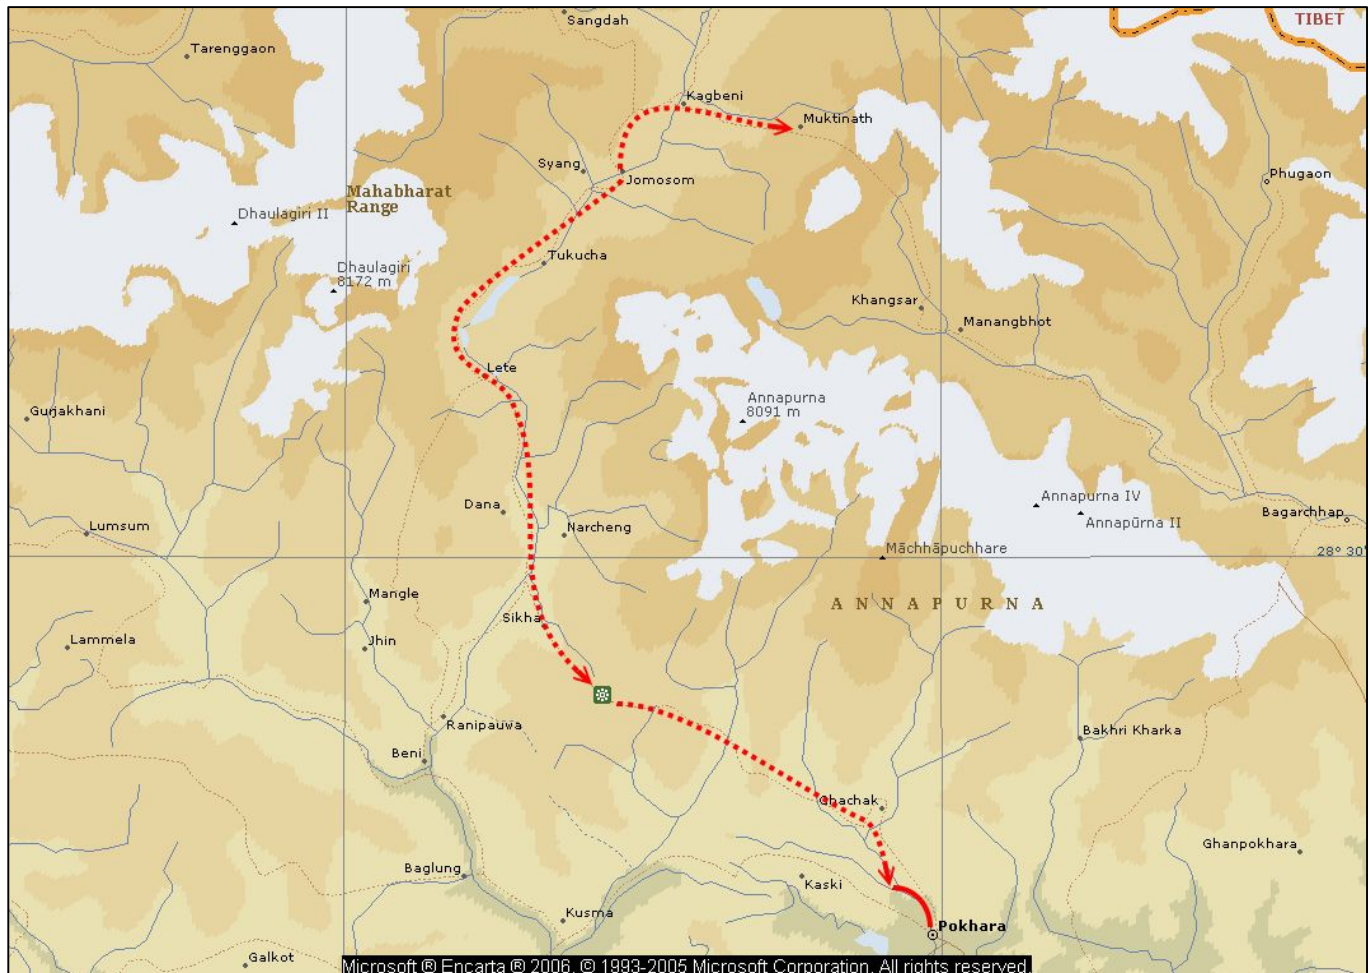 Sangdah
TIBET
Tarenggaon
Kagbeni
Muktinath
Syang
Jomosom
Phugaon
Mahabharat
Range
Dhaulagiri II
Tukucha
Dhaulagiri
8172 m
Khangsar
Manangbhot
Lete
Annapurna
8091 m
Gurjakhani
Dana
Annapurna IV
Bagarchhap
Annapūrna II
Lumsum
Narcheng
Māchhāpuchhare
28° 30'
Mangle
ANNAPURNA
Sikha
Lammela
Jhin
Ranipauwa
Bakhri Kharka
Beni
Chachak
Ghanpokhara
Baglung
Kaski
Kusma
Pokhara
Galkot
Microsoft ® Encarta ® 2006. © 1993-2005 Microsoft Corporation. All rights reserved.